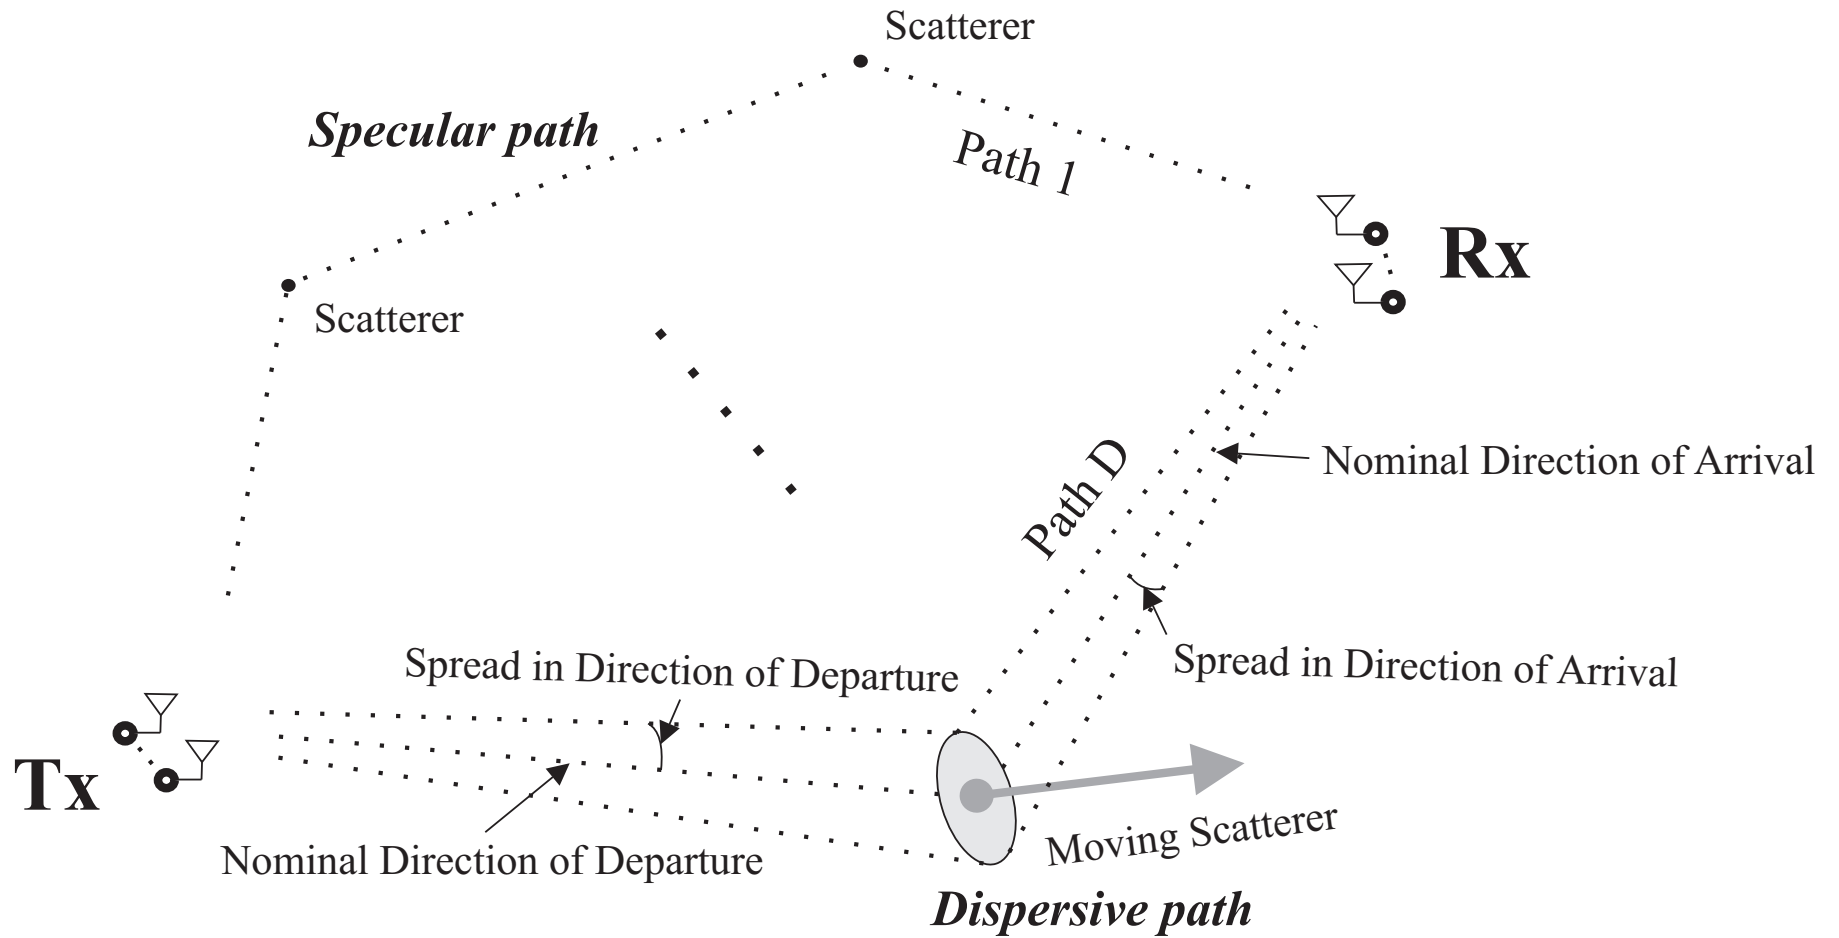 Scatterer
Specular path
Path 1
Rx
Scatterer
Path D
Nominal Direction of Arrival
Spread in Direction of Departure
Spread in Direction of Arrival
Tx
Nominal Direction of Departure
Moving Scatterer
Dispersive path